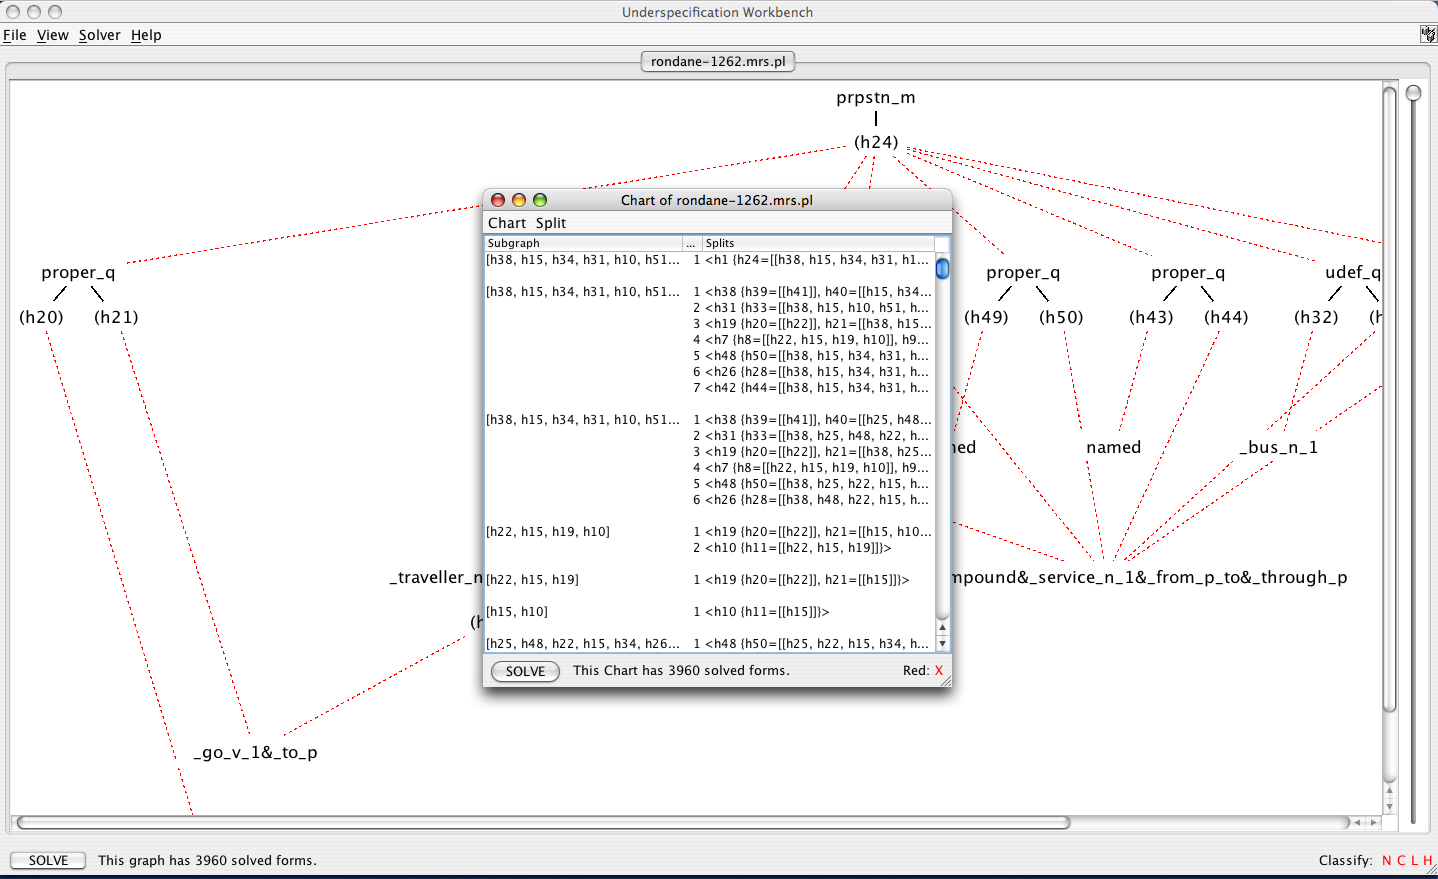 Underspecification Workbench
File View Solver Help
rondane-1262.mrs.pl
prpstn_m
(h24)
proper_q
(h20) (h21)
proper_q
(h49) (h50)
proper_q
(h43) (h44)
udef_q
(h32)
named
_bus_n_1
_traveller_n
mpound&_service_n_1&_from_p_to&_through_p
_go_v_1&_to_p
Chart of rondane-1262.mrs.pl
Chart Split
Subgraph ... Splits
[h38, h15, h34, h31, h10, h51... 1 <h1 {h24=[[h38, h15, h34, h31, h1...
[h38, h15, h34, h31, h10, h51... 1 <h38 {h39=[[h41]], h40=[[h15, h34...
2 <h31 {h33=[[h38, h15, h10, h51, h...
3 <h19 {h20=[[h22]], h21=[[h38, h15...
4 <h7 {h8=[[h22, h15, h19, h10]], h9...
5 <h48 {h50=[[h38, h15, h34, h31, h...
6 <h26 {h28=[[h38, h15, h34, h31, h...
7 <h42 {h44=[[h38, h15, h34, h31, h...
[h38, h15, h34, h31, h10, h51... 1 <h38 {h39=[[h41]], h40=[[h25, h48...
2 <h31 {h33=[[h38, h25, h48, h22, h...
3 <h19 {h20=[[h22]], h21=[[h38, h25...
4 <h7 {h8=[[h22, h15, h19, h10]], h9...
5 <h48 {h50=[[h38, h25, h22, h15, h...
6 <h26 {h28=[[h38, h48, h22, h15, h...
[h22, h15, h19, h10] 1 <h19 {h20=[[h22]], h21=[[h15, h10...
2 <h10 {h11=[[h22, h15, h19]]}>
[h22, h15, h19] 1 <h19 {h20=[[h22]], h21=[[h15]]}>
[h15, h10] 1 <h10 {h11=[[h15]]}>
[h25, h48, h22, h15, h34, h26... 1 <h48 {h50=[[h25, h22, h15, h34, h...
SOLVE This Chart has 3960 solved forms. Red: X
SOLVE This graph has 3960 solved forms. Classify: N C L H